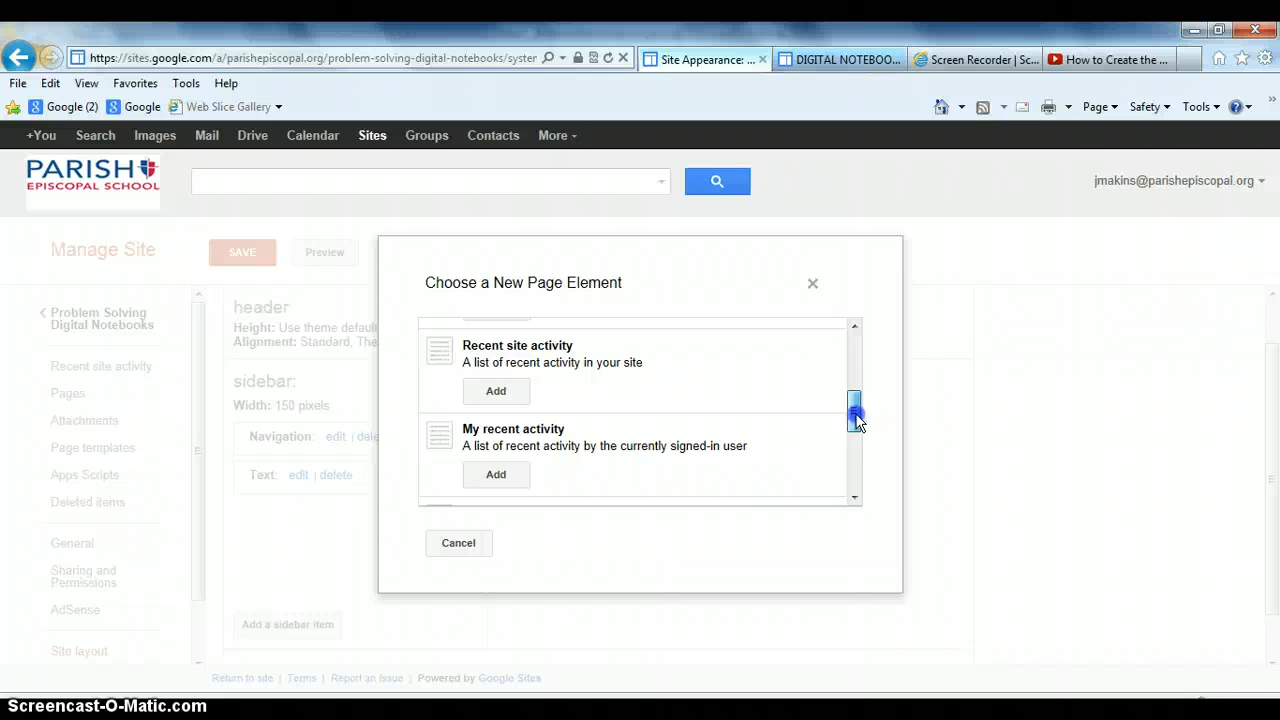 https://sites.google.com/a/parishepiscopal.org/problem-solving-digital-notebooks/syster
Site Appearance: ...
DIGITAL NOTEBOO...
Screen Recorder | Sc...
How to Create the ...
File Edit View Favorites Tools Help
Google (2) Google Web Slice Gallery
Page Safety Tools
+You Search Images Mail Drive Calendar Sites Groups Contacts More
PARISH
EPISCOPAL SCHOOL
jmakins@parishepiscopal.org
Manage Site
SAVE
Preview
Choose a New Page Element
Problem Solving
Digital Notebooks
Recent site activity
Pages
Attachments
Page templates
Apps Scripts
Deleted items
General
Sharing and
Permissions
AdSense
Site layout
header
Height: Use theme default
Alignment: Standard, The
sidebar:
Width: 150 pixels
Navigation: edit | dele
Text: edit | delete
Add a sidebar item
Recent site activity
A list of recent activity in your site
Add
My recent activity
A list of recent activity by the currently signed-in user
Add
Cancel
Return to site | Terms | Report an Issue | Powered by Google Sites
Screencast-O-Matic.com